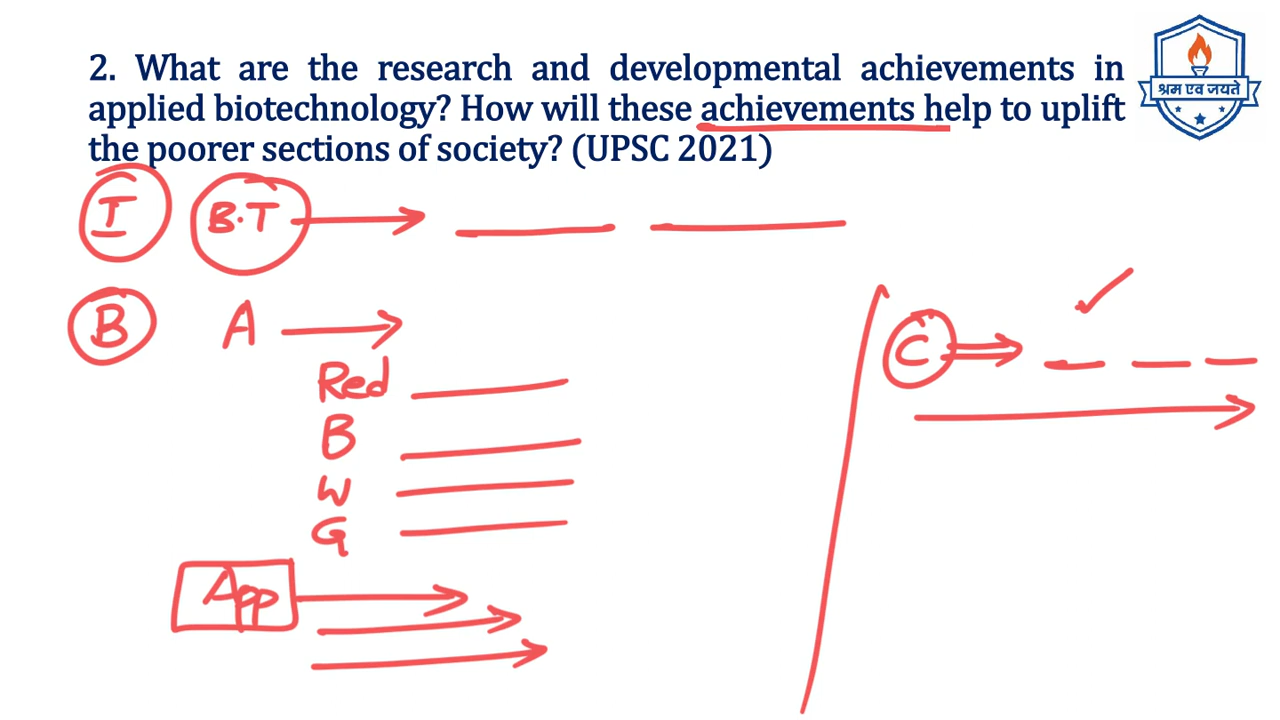 2. What are the research and developmental achievements in
applied biotechnology? How will these achievements help to uplift
the poorer sections of society? (UPSC 2021)
श्रम एव जयते
I B.T
B A
C
Red
B
W
G
App